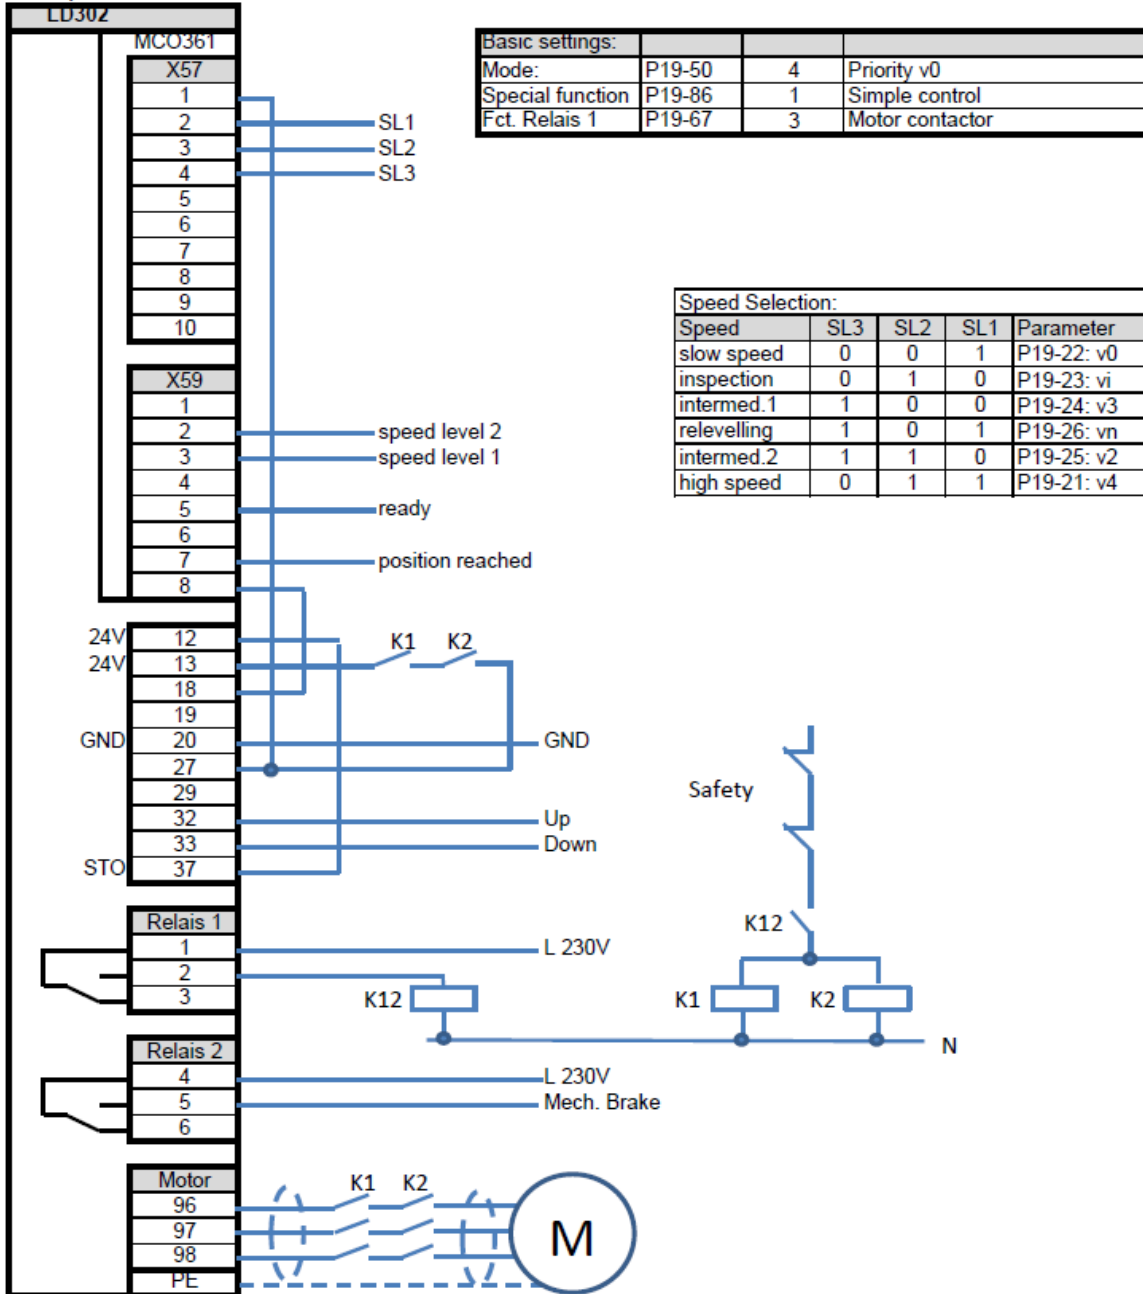 LD302
MCO361
X57
1
2 SL1
3 SL2
4 SL3
5
6
7
8
9
10
Basic settings:
Mode: P19-50 4 Priority v0
Special function P19-86 1 Simple control
Fct. Relais 1 P19-67 3 Motor contactor
Speed Selection:
Speed SL3 SL2 SL1 Parameter
slow speed 0 0 1 P19-22: v0
inspection 0 1 0 P19-23: vi
intermed.1 1 0 0 P19-24: v3
relevelling 1 0 1 P19-26: vn
intermed.2 1 1 0 P19-25: v2
high speed 0 1 1 P19-21: v4
X59
1
2 speed level 2
3 speed level 1
4
5 ready
6
7 position reached
8
24V 12
K1 K2
24V 13
18
19
GND 20 GND
27
29
32 Up
33 Down
STO 37
Safety
K12
K1 K2
N
Relais 1
1 L 230V
2
3
K12
Relais 2
4 L 230V
5 Mech. Brake
6
Motor
K1 K2
96
97
98
PE
M